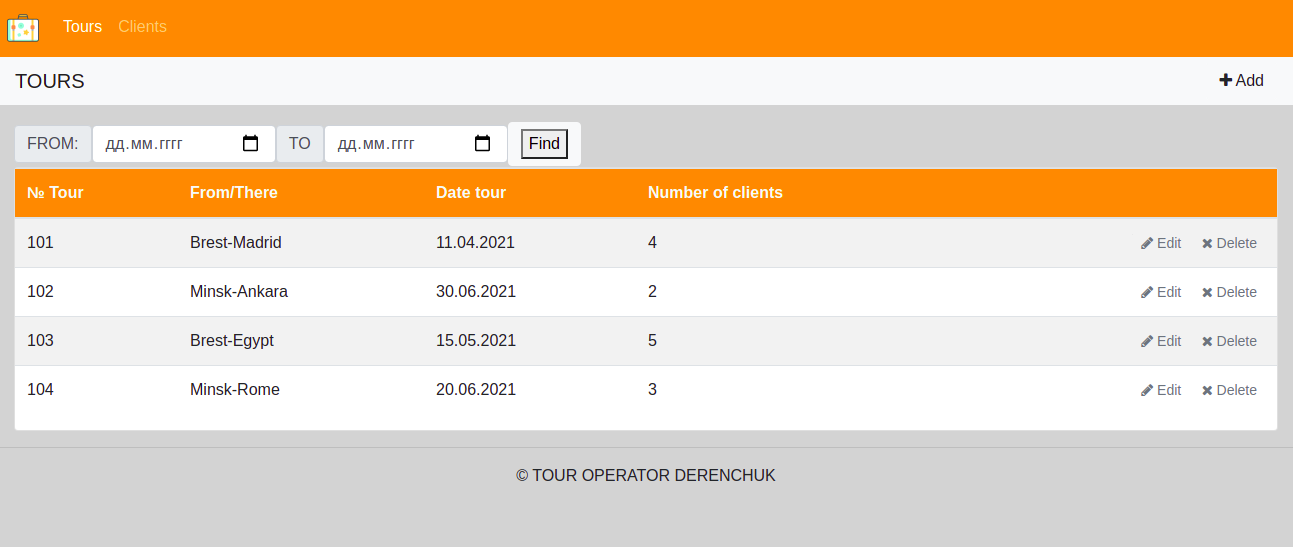 Tours Clients
TOURS Add
FROM: дд.мм.гггг TO дд.мм.гггг Find
№ Tour From/There Date tour Number of clients
101 Brest-Madrid 11.04.2021 4 Edit Delete
102 Minsk-Ankara 30.06.2021 2 Edit Delete
103 Brest-Egypt 15.05.2021 5 Edit Delete
104 Minsk-Rome 20.06.2021 3 Edit Delete
© TOUR OPERATOR DERENCHUK